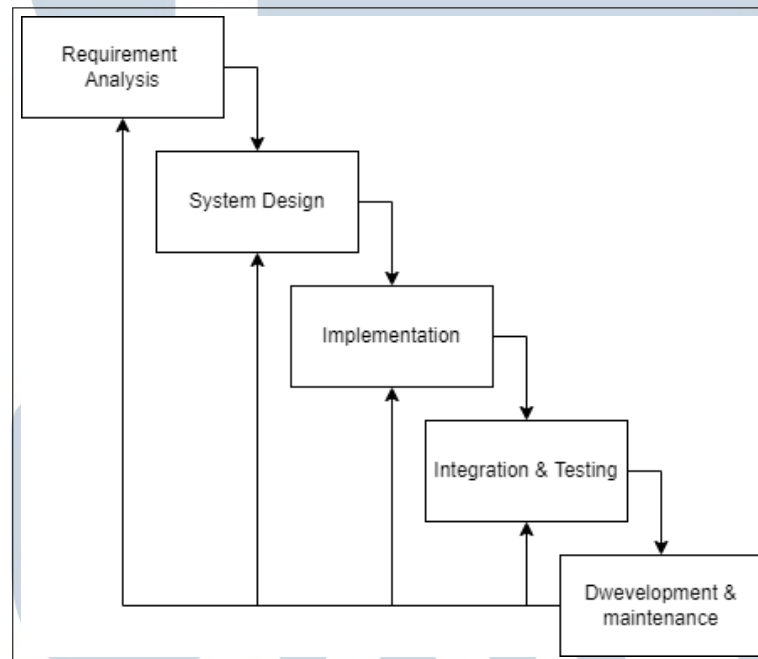 Requirement
Analysis
System Design
Implementation
Integration & Testing
Dwevelopment &
maintenance